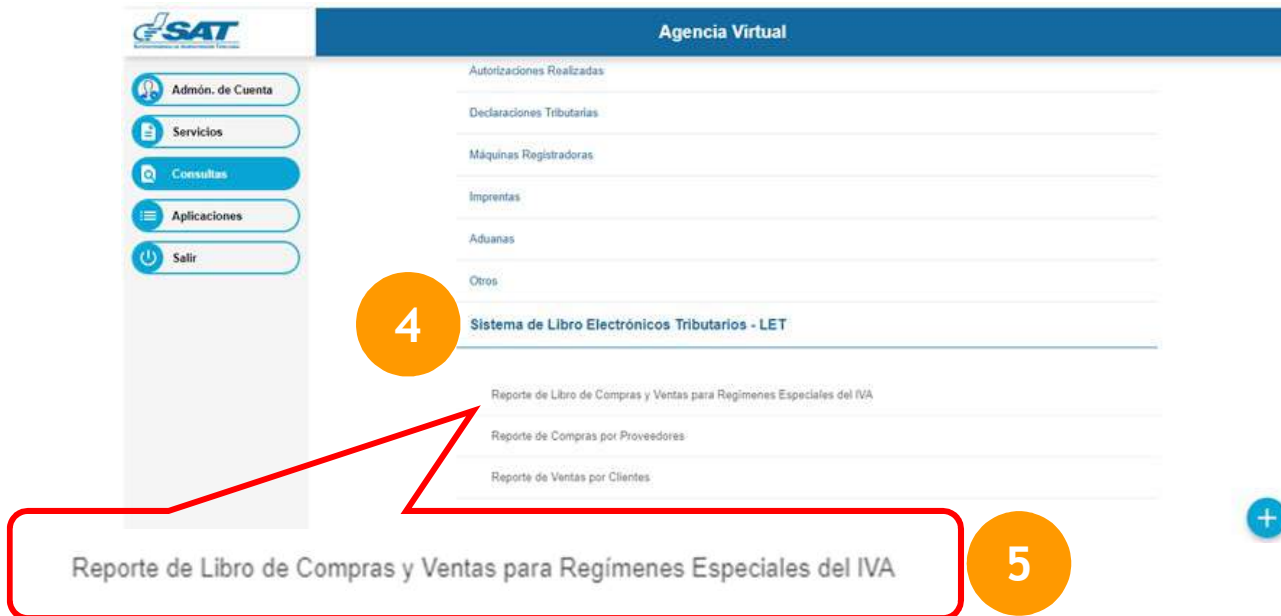 SAT
Agencia Virtual
Admón. de Cuenta
Servicios
Consultas
Aplicaciones
Salir
Autorizaciones Realizadas
Declaraciones Tributarias
Máquinas Registradoras
Imprentas
Aduanas
Otros
4
Sistema de Libro Electrónicos Tributarios - LET
Reporte de Libro de Compras y Ventas para Regímenes Especiales del IVA
Reporte de Compras por Proveedores
Reporte de Ventas por Clientes
+
Reporte de Libro de Compras y Ventas para Regímenes Especiales del IVA
5